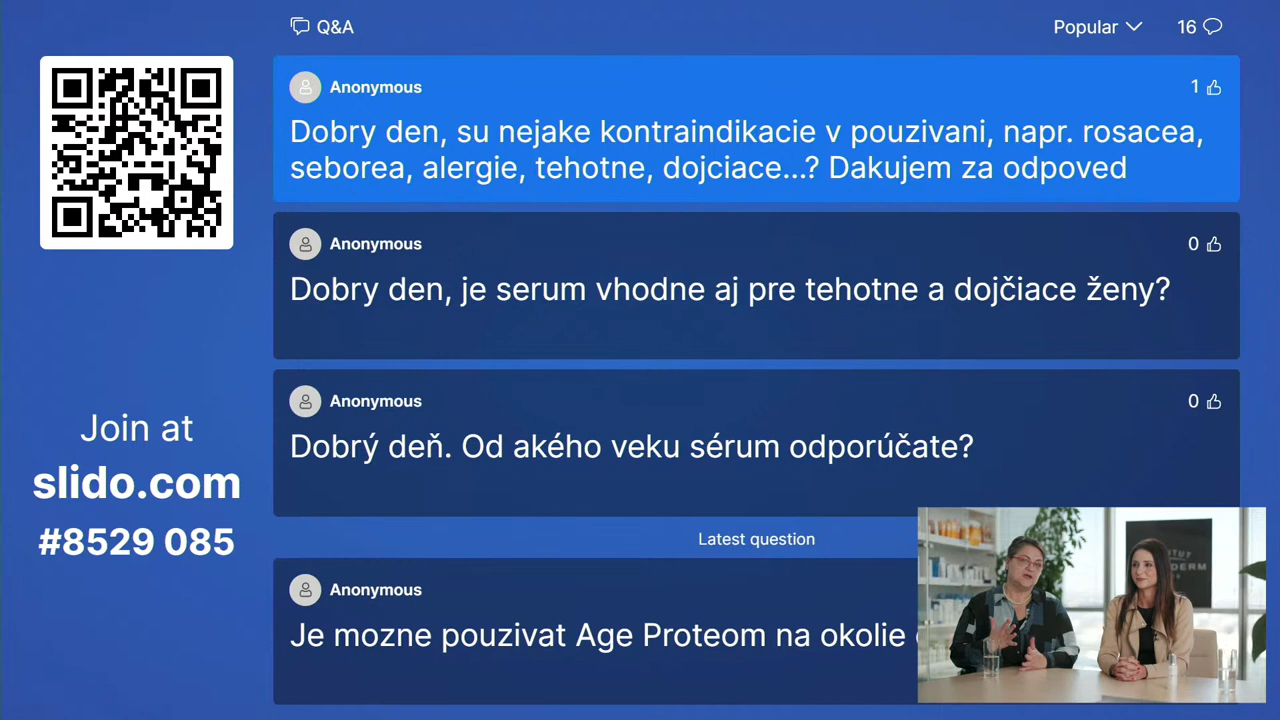 Q&A
Popular
16
Anonymous
1
Dobry den, su nejake kontraindikacie v pouzivani, napr. rosacea,
seborea, alergie, tehotne, dojciace...? Dakujem za odpoved
Anonymous
0
Dobry den, je serum vhodne aj pre tehotne a dojčiace ženy?
Anonymous
0
Dobrý deň. Od akého veku sérum odporúčate?
Join at
slido.com
#8529 085
Latest question
Anonymous
Je mozne pouzivat Age Proteom na okolie